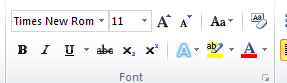 Times New Rom 11 A A Aa
B I U abc x₂ x² A ab A
Font